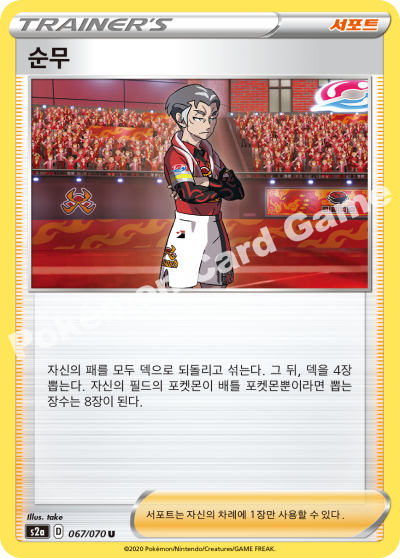 TRAINER'S
서포트
순무
Pokémon Card Game
자신의 패를 모두 덱으로 되돌리고 섞는다. 그 뒤, 덱을 4장
뽑는다. 자신의 필드의 포켓몬이 배틀 포켓몬뿐이라면 뽑는
장수는 8장이 된다.
Illus. take
s2a D 067/070 U
서포트는 자신의 차례에 1장만 사용할 수 있다.
©2020 Pokémon/Nintendo/Creatures/GAME FREAK.